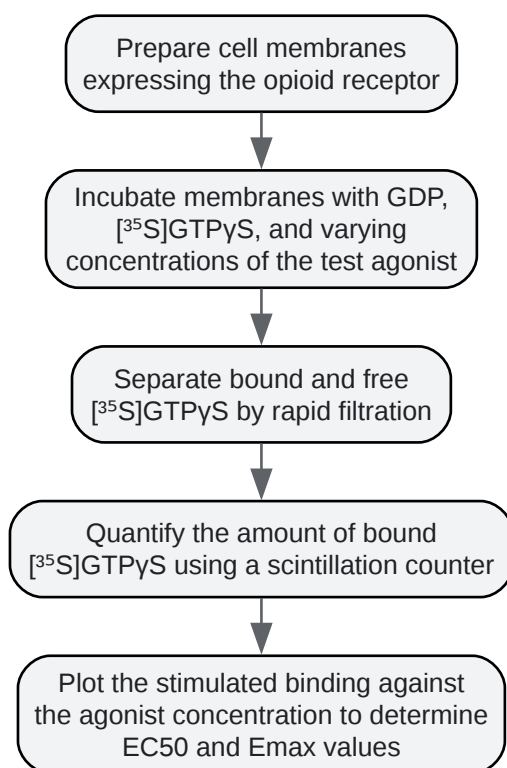 Prepare cell membranes
expressing the opioid receptor
Incubate membranes with GDP,
[³⁵S]GTPγS, and varying
concentrations of the test agonist
Separate bound and free
[³⁵S]GTPγS by rapid filtration
Quantify the amount of bound
[³⁵S]GTPγS using a scintillation counter
Plot the stimulated binding against
the agonist concentration to determine
EC50 and Emax values